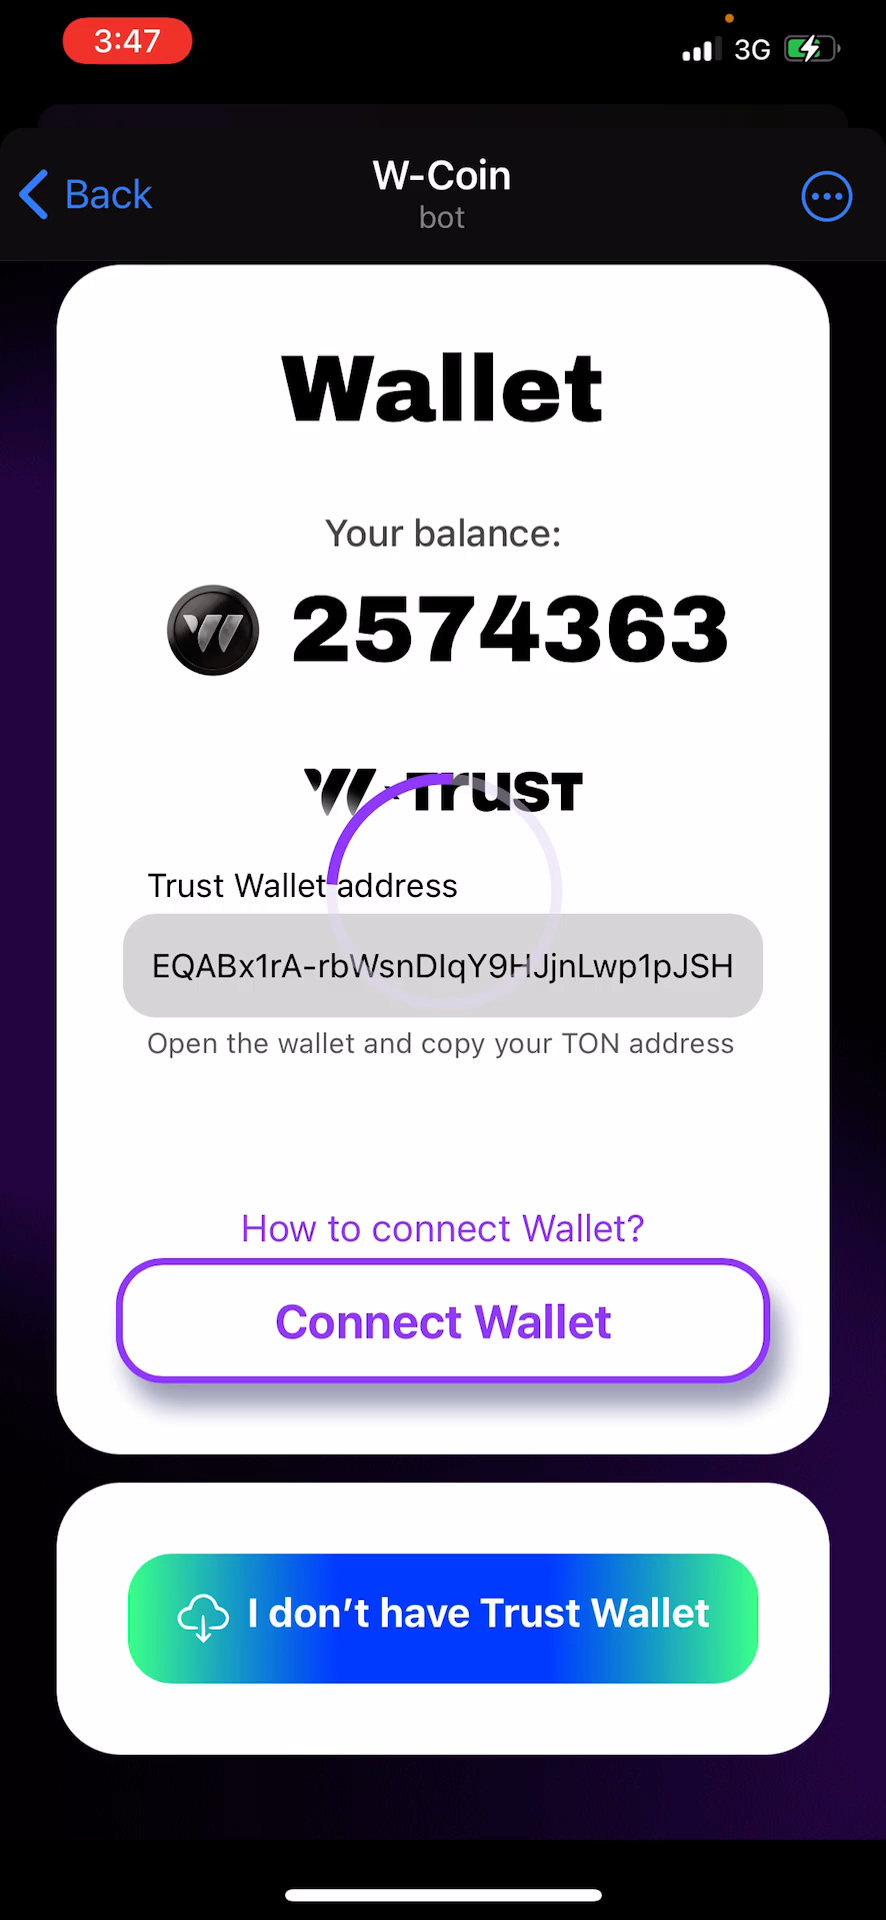 3:47
3G
Back
W-Coin
bot
Wallet
Your balance:
2574363
W × TRUST
Trust Wallet address
EQABx1rA-rbWsnDIqY9HJjnLwp1pJSH
Open the wallet and copy your TON address
How to connect Wallet?
Connect Wallet
I don’t have Trust Wallet